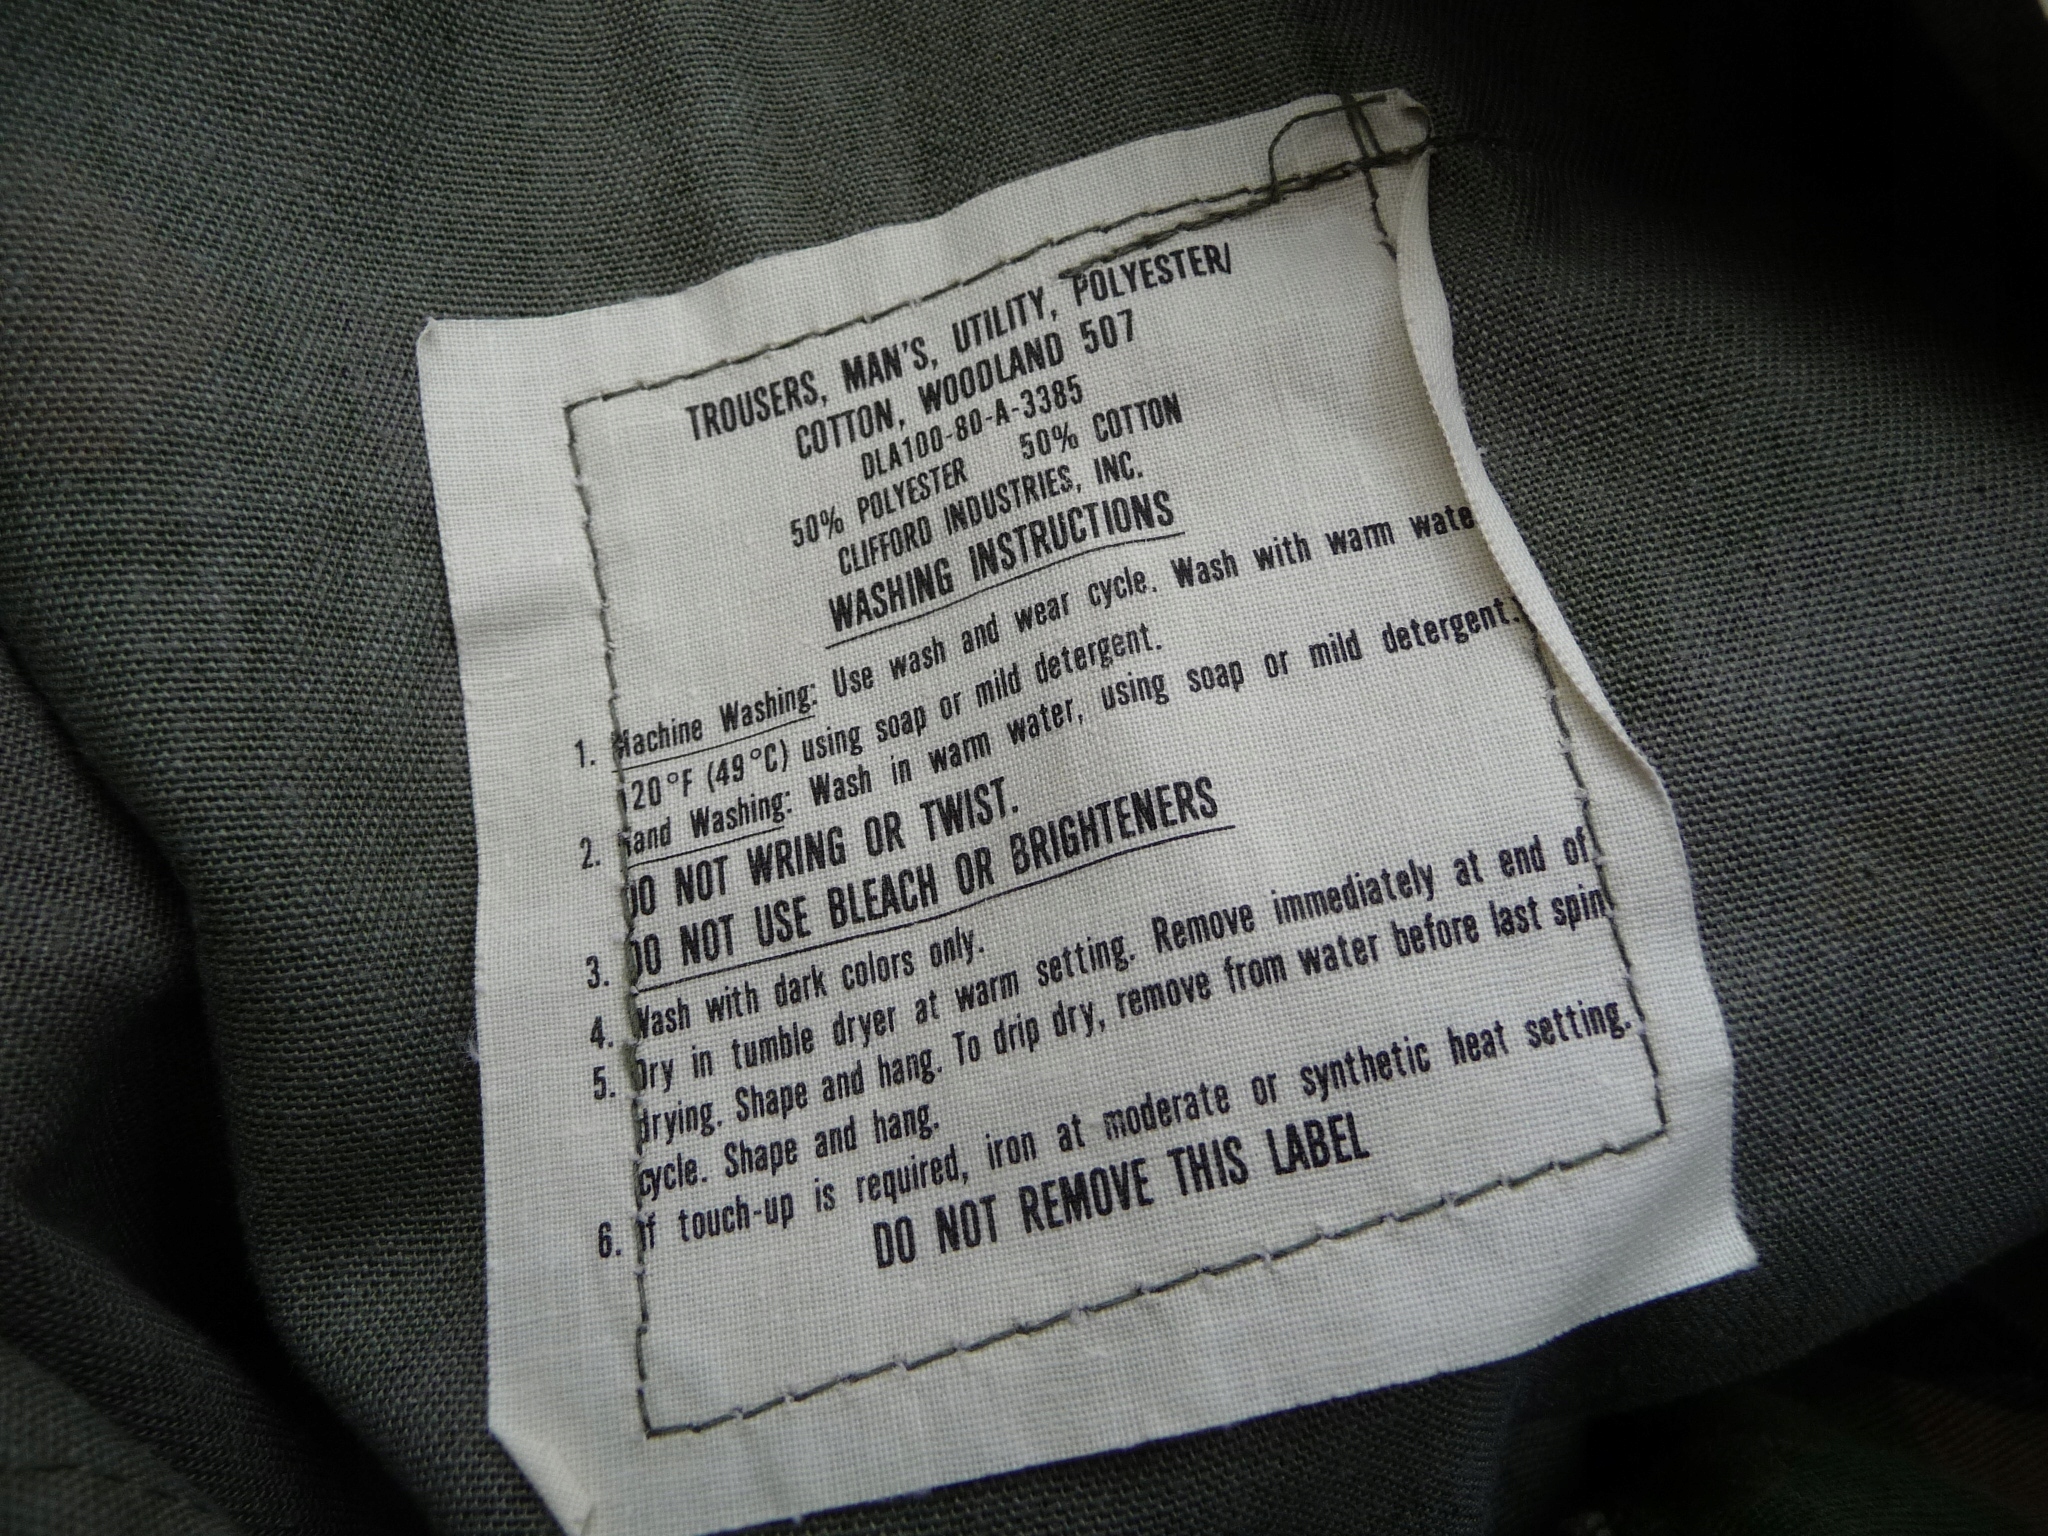 TROUSERS, MAN'S, UTILITY, POLYESTER/
COTTON, WOODLAND 507
DLA100-80-A-3385
50% POLYESTER 50% COTTON
CLIFFORD INDUSTRIES, INC.
WASHING INSTRUCTIONS
1. Machine Washing: Use wash and wear cycle. Wash with warm wate
120°F (49°C) using soap or mild detergent.
2. Hand Washing: Wash in warm water, using soap or mild detergent.
DO NOT WRING OR TWIST.
3. DO NOT USE BLEACH OR BRIGHTENERS
4. Wash with dark colors only.
5. Dry in tumble dryer at warm setting. Remove immediately at end of
drying. Shape and hang. To drip dry, remove from water before last spin
cycle. Shape and hang.
6. If touch-up is required, iron at moderate or synthetic heat setting.
DO NOT REMOVE THIS LABEL